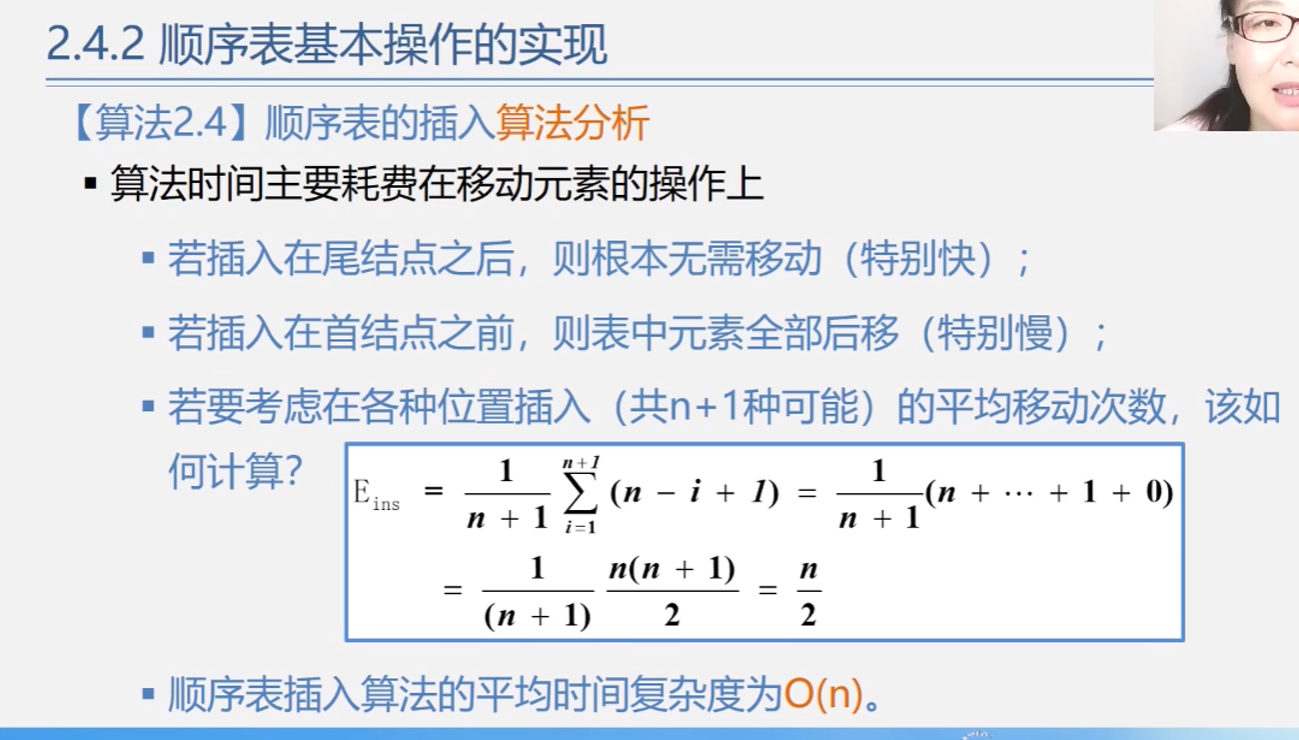 2.4.2 顺序表基本操作的实现
【算法2.4】顺序表的插入算法分析
▪ 算法时间主要耗费在移动元素的操作上
▪ 若插入在尾结点之后，则根本无需移动（特别快）；
▪ 若插入在首结点之前，则表中元素全部后移（特别慢）；
▪ 若要考虑在各种位置插入（共n+1种可能）的平均移动次数，该如
何计算？
E_ins = \frac{1}{n + 1} \sum_{i=1}^{n+1} (n - i + 1) = \frac{1}{n + 1}(n + ⋯ + 1 + 0)
= \frac{1}{(n + 1)} \frac{n(n + 1)}{2} = \frac{n}{2}
▪ 顺序表插入算法的平均时间复杂度为O(n)。